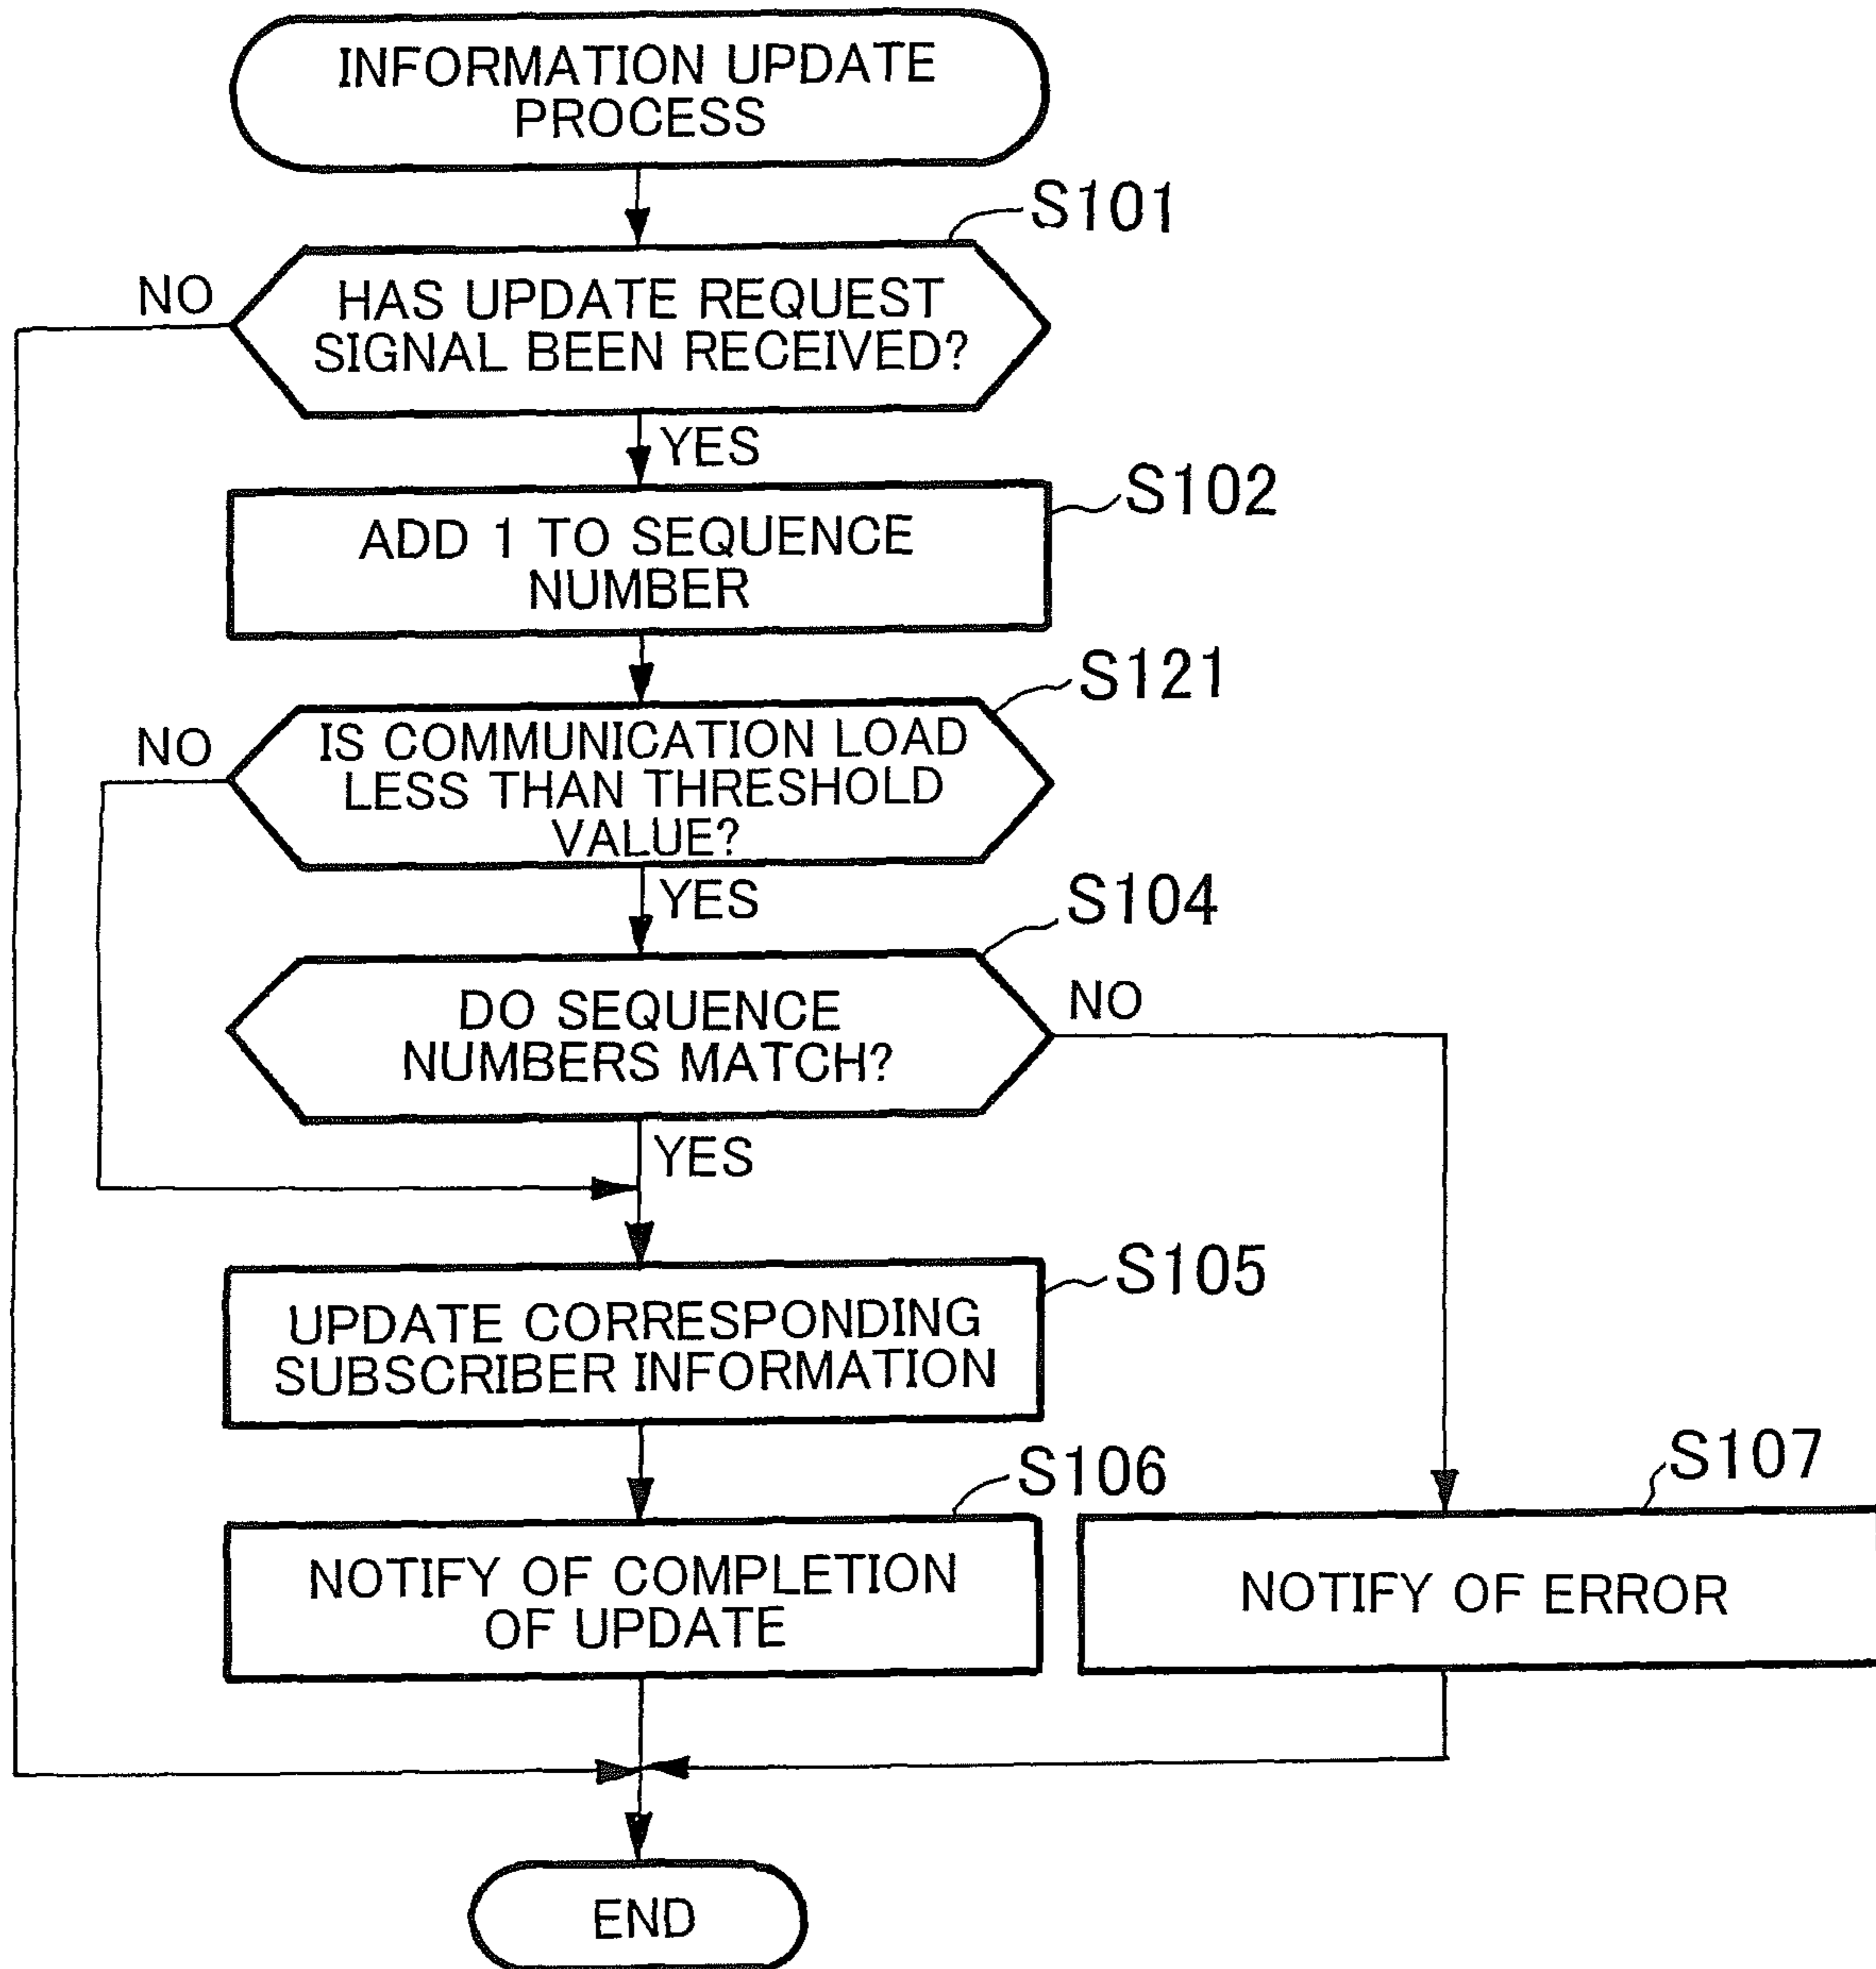 INFORMATION UPDATE
PROCESS
S101
NO
HAS UPDATE REQUEST
SIGNAL BEEN RECEIVED?
YES
S102
ADD 1 TO SEQUENCE
NUMBER
S121
NO
IS COMMUNICATION LOAD
LESS THAN THRESHOLD
VALUE?
YES
S104
DO SEQUENCE
NUMBERS MATCH?
NO
YES
S105
UPDATE CORRESPONDING
SUBSCRIBER INFORMATION
S106
NOTIFY OF COMPLETION
OF UPDATE
S107
NOTIFY OF ERROR
END